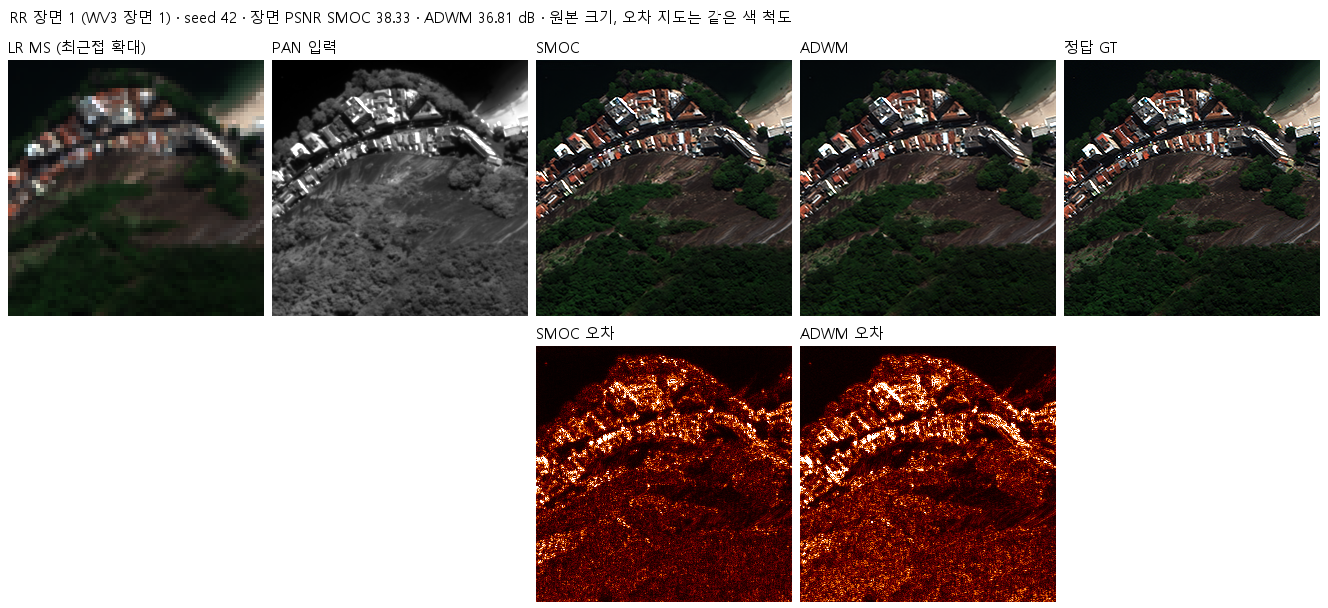 RR 장면 1 (WV3 장면 1) · seed 42 · 장면 PSNR SMOC 38.33 · ADWM 36.81 dB · 원본 크기, 오차 지도는 같은 색 척도
LR MS (최근접 확대)
PAN 입력
SMOC
ADWM
정답 GT
SMOC 오차
ADWM 오차